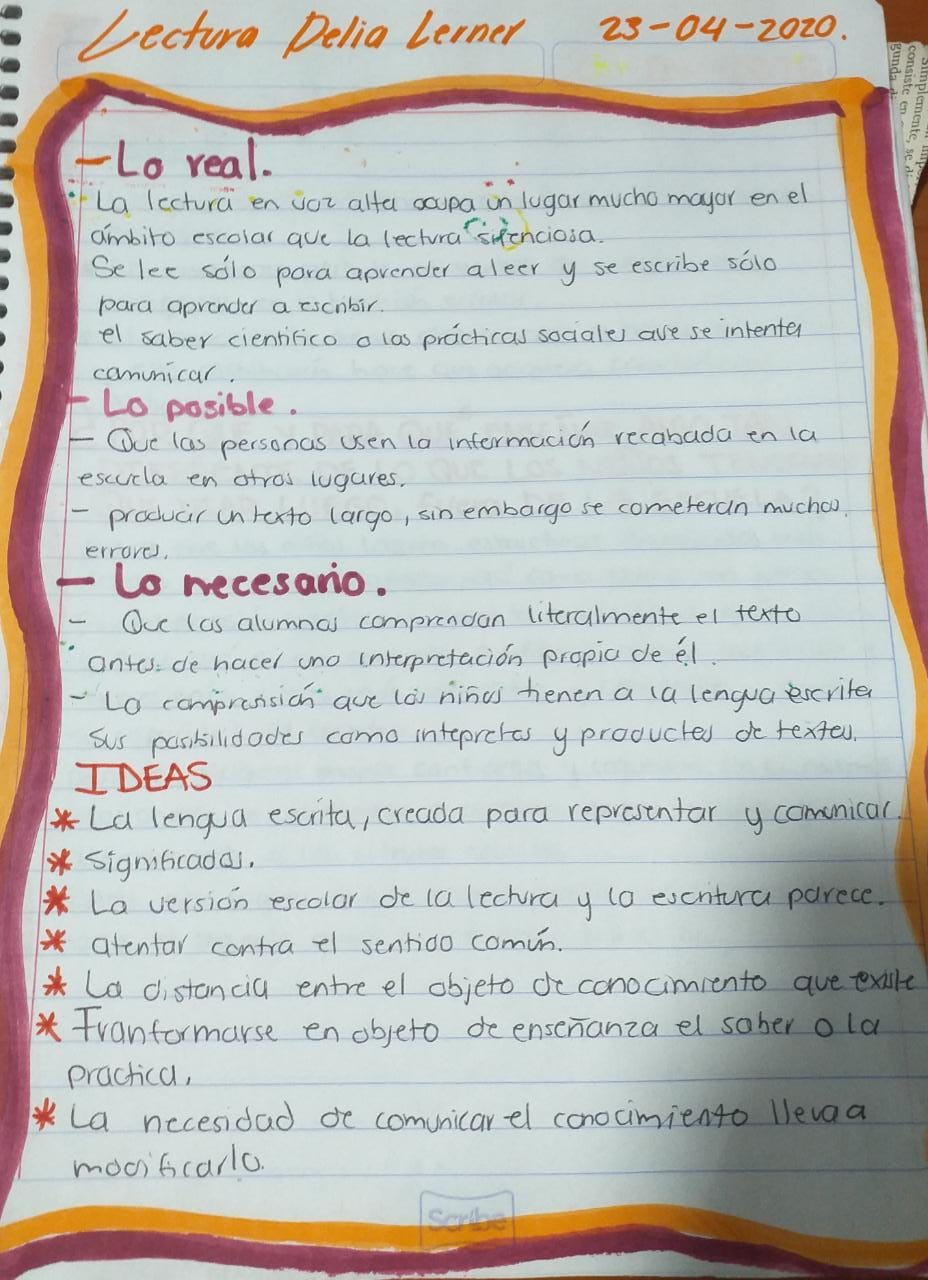 Lectura Delia Lerner 23-04-2020.
- Lo real.
La lectura en voz alta ocupa un lugar mucho mayor en el
ámbito escolar que la lectura silenciosa.
Se lee sólo para aprender a leer y se escribe sólo
para aprender a escribir.
el saber cientifico o las prácticas sociales que se intenta
comunicar.
- Lo posible.
- Que las personas usen la información recabada en la
escuela en otros lugares.
- producir un texto largo, sin embargo se cometeran muchos
errores.
- Lo necesario.
- Que los alumnos comprendan literalmente el texto
antes de hacer una interpretación propia de él.
- La comprensisión que los niños tienen a la lengua escrita
sus posibilidades como intepretes y productes de textos.
IDEAS
* La lengua escrita, creada para representar y comunicar.
* significados.
* La versión escolar de la lectura y la escritura parece.
* atentar contra el sentido común.
* La distancia entre el objeto de conocimiento que existe
* Tranformarse en objeto de enseñanza el saber o la
practica.
* La necesidad de comunicar el conocimiento lleva a
modificarlo.
Scribe